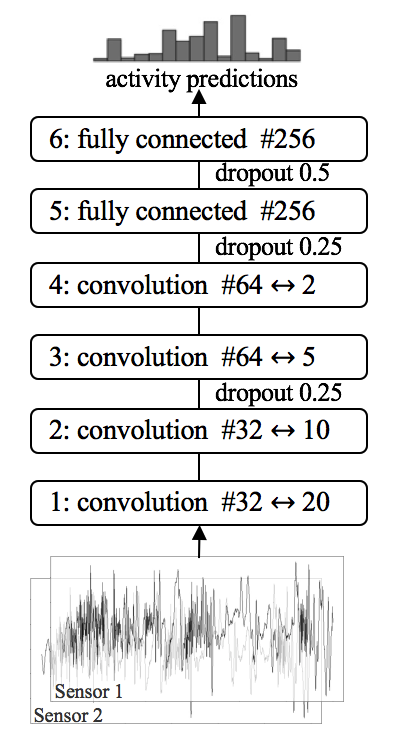 activity predictions
6: fully connected #256
dropout 0.5
5: fully connected #256
dropout 0.25
4: convolution #64 ↔ 2
3: convolution #64 ↔ 5
dropout 0.25
2: convolution #32 ↔ 10
1: convolution #32 ↔ 20
Sensor 1
Sensor 2